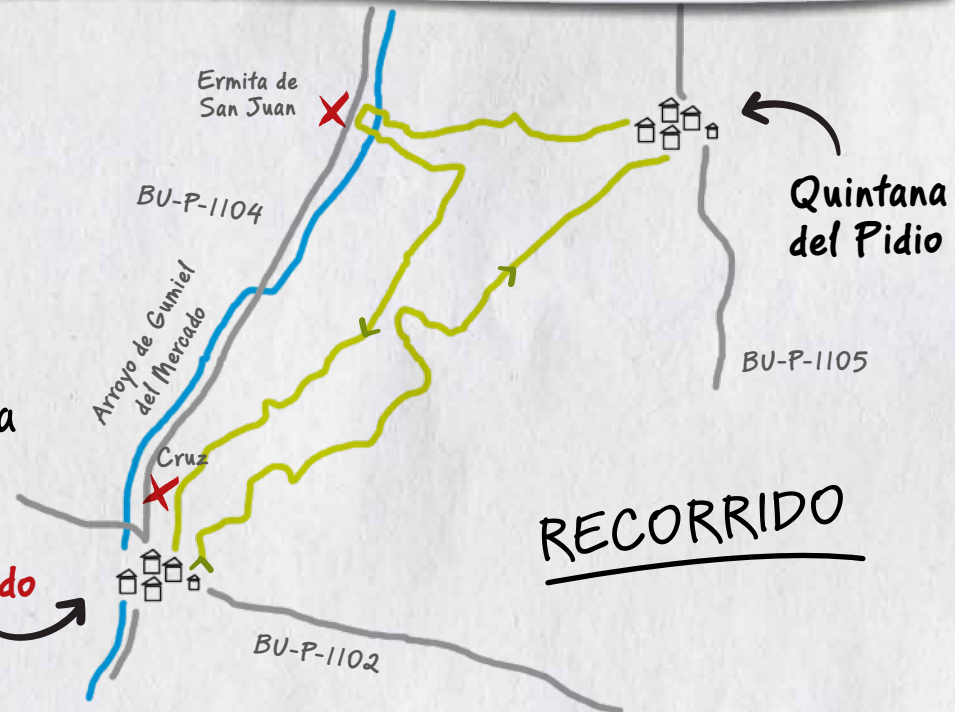 Ermita de
San Juan
BU-P-1104
Quintana
del Pidio
Arroyo de Gumiel
del Mercado
BU-P-1105
a
Cruz
RECORRIDO
do
BU-P-1102